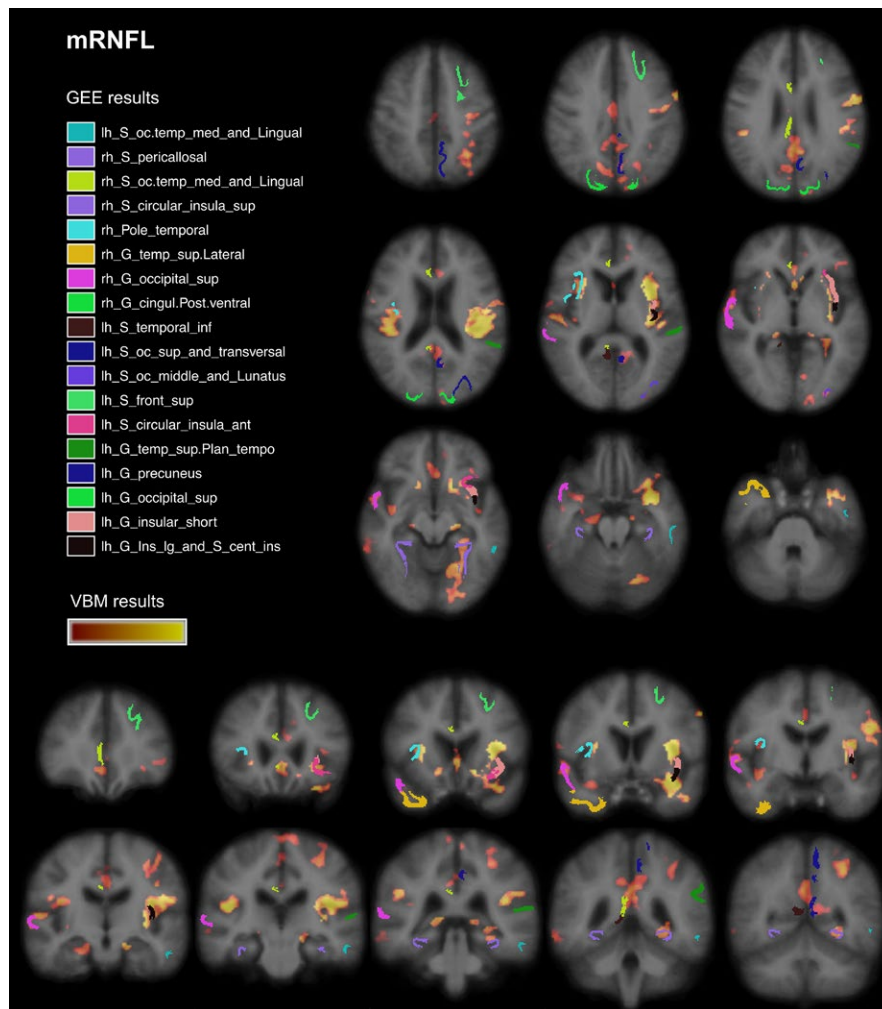 mRNFL
GEE results
lh_S_oc.temp_med_and_Lingual
rh_S_pericallosal
rh_S_oc.temp_med_and_Lingual
rh_S_circular_insula_sup
rh_Pole_temporal
rh_G_temp_sup.Lateral
rh_G_occipital_sup
rh_G_cingul.Post.ventral
lh_S_temporal_inf
lh_S_oc_sup_and_transversal
lh_S_oc_middle_and_Lunatus
lh_S_front_sup
lh_S_circular_insula_ant
lh_G_temp_sup.Plan_tempo
lh_G_precuneus
lh_G_occipital_sup
lh_G_insular_short
lh_G_Ins_lg_and_S_cent_ins
VBM results